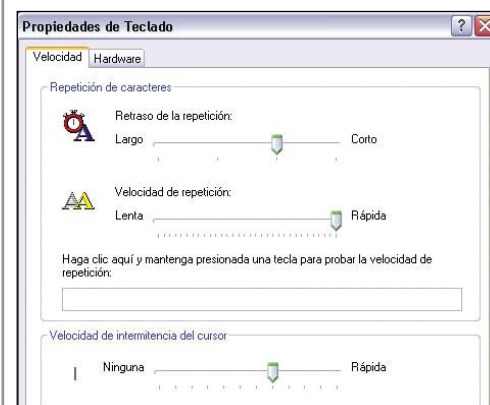 Propiedades de Teclado
Velocidad Hardware
Repetición de caracteres
Retraso de la repetición:
Largo Corto
Velocidad de repetición:
Lenta Rápida
Haga clic aquí y mantenga presionada una tecla para probar la velocidad de
repetición:
Velocidad de intermitencia del cursor
Ninguna Rápida